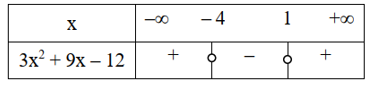 x −∞ − 4 1 +∞
3x² + 9x – 12 + − +